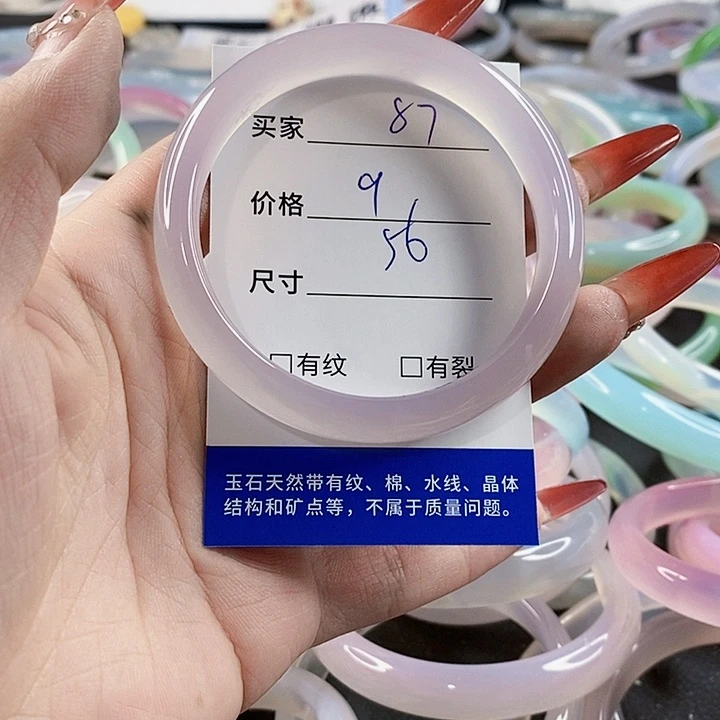 买家 87
价格 9
56
尺寸
□有纹 □有裂
玉石天然带有纹、棉、水线、晶体
结构和矿点等，不属于质量问题。